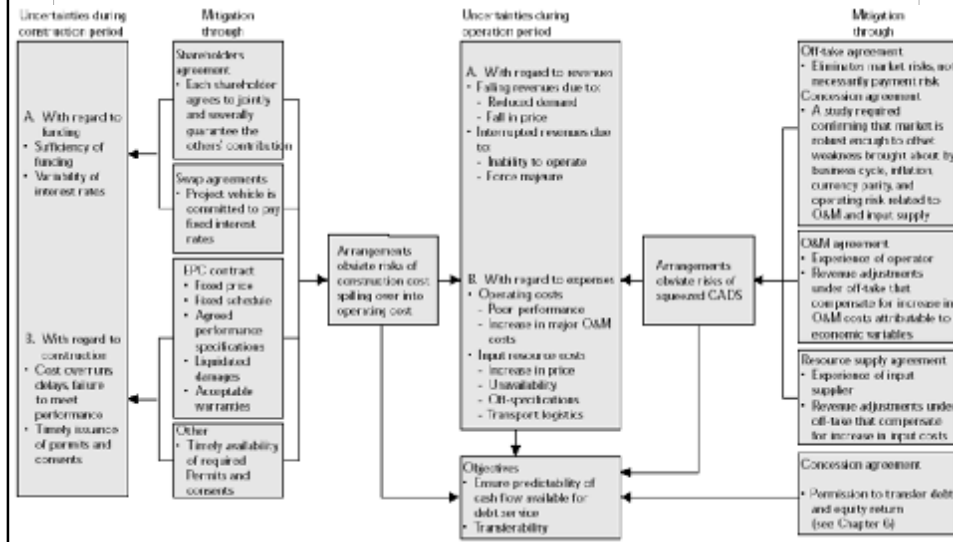 Uncertainties during
construction period
A. With regard to
funding
• Sufficiency of
funding
• Variability of
interest rates
B. With regard to
construction
• Cost overruns
delays, failure
to meet
performance
• Timely issuance
of permits and
consents
Mitigation
through
Shareholders
agreement
• Each shareholder
agrees to jointly
and severally
guarantee the
others' contribution
Swap agreements
• Project vehicle is
committed to pay
fixed interest
rates
EPC contract
• Fixed price
• Fixed schedule
• Agreed
performance
specifications
• Liquidated
damages
• Acceptable
warranties
Other
• Timely availability
of required
Permits and
consents
Arrangements
obviate risks of
construction cost
spilling over into
operating cost
Uncertainties during
operation period
A. With regard to revenues
• Falling revenues due to:
- Reduced demand
- Fall in price
• Interrupted revenues due
to:
- Inability to operate
- Force majeure
B. With regard to expenses
• Operating costs
- Poor performance
- Increase in major O&M
costs
• Input resource costs
- Increase in price
- Unavailability
- Off-specifications
- Transport logistics
Objectives
• Ensure predictability of
cash flow available for
debt service
• Transferability
Arrangements
obviate risks of
squeezed CADS
Mitigation
through
Off-take agreement
• Eliminates market risks, not
necessarily payment risk
Concession agreement
• A study required
confirming that market is
robust enough to offset
weakness brought about by
business cycle, inflation,
currency parity, and
operating risk related to
O&M and input supply
O&M agreement
• Experience of operator
• Revenue adjustments
under off-take that
compensate for increase in
O&M costs attributable to
economic variables
Resource supply agreement
• Experience of input
supplier
• Revenue adjustments under
off-take that compensate
for increase in input costs
Concession agreement
• Permission to transfer debt
and equity return
(see Chapter 6)